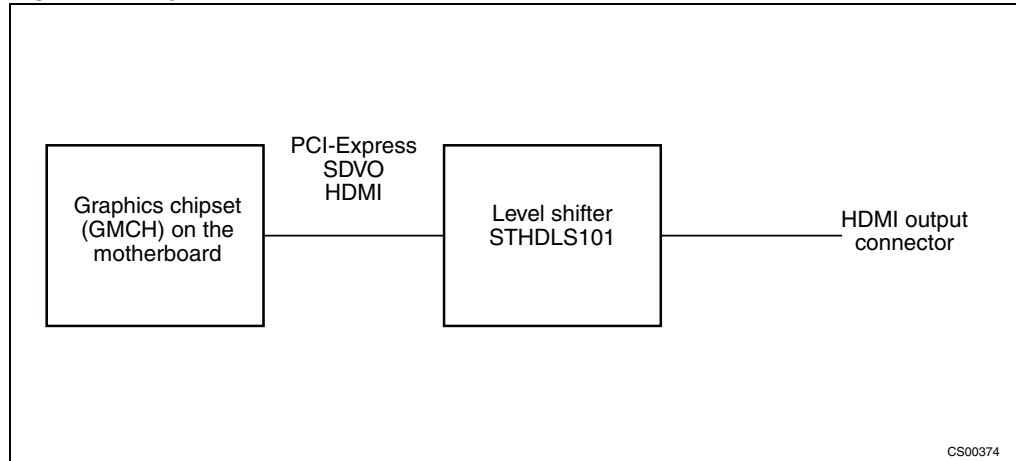 Graphics chipset
(GMCH) on the
motherboard
PCI-Express
SDVO
HDMI
Level shifter
STHDLS101
HDMI output
connector
CS00374